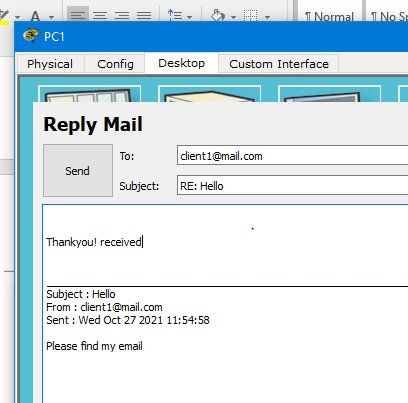 A
¶ Normal
¶ No
PC1
Physical Config Desktop Custom Interface
Reply Mail
Send
To: client1@mail.com
Subject: RE: Hello
Thankyou! received
Subject : Hello
From : client1@mail.com
Sent : Wed Oct 27 2021 11:54:58
Please find my email